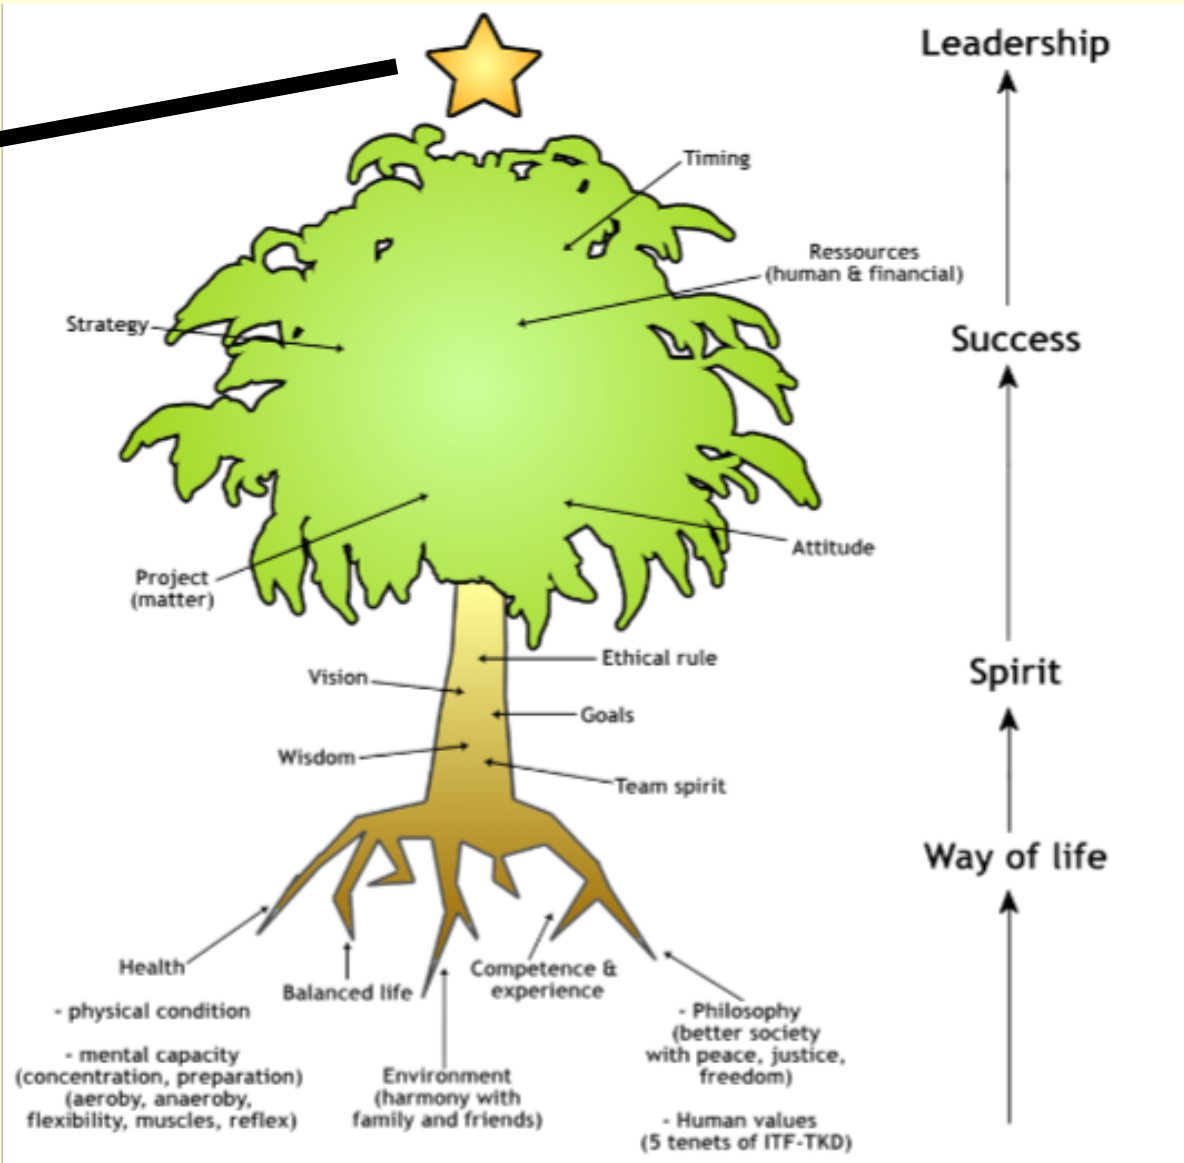 Leadership
Timing
Ressources
(human & financial)
Strategy
Success
Attitude
Project
(matter)
Ethical rule
Spirit
Vision
Goals
Wisdom
Team spirit
Way of life
Health
- physical condition
- mental capacity
(concentration, preparation)
(aeroby, anaeroby,
flexibility, muscles, reflex)
Balanced life
Environment
(harmony with
family and friends)
Competence &
experience
- Philosophy
(better society
with peace, justice,
freedom)
- Human values
(5 tenets of ITF-TKD)